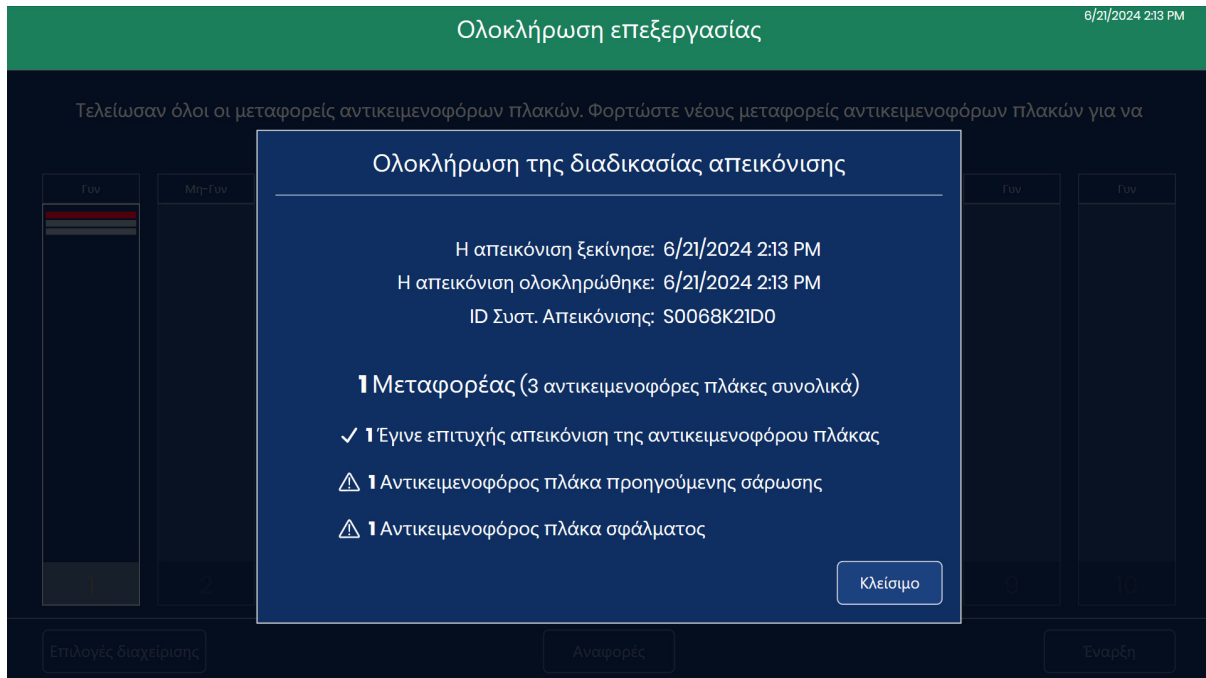 Ολοκλήρωση επεξεργασίας
6/21/2024 2:13 PM
Τελείωσαν όλοι οι μεταφορείς αντικειμενοφόρων πλακών. Φορτώστε νέους μεταφορείς αντικειμενοφόρων πλακών για να
Ολοκλήρωση της διαδικασίας απεικόνισης
Γυν
Μη-Γυν
Γυν
Γυν
Η απεικόνιση ξεκίνησε: 6/21/2024 2:13 PM
Η απεικόνιση ολοκληρώθηκε: 6/21/2024 2:13 PM
ID Συστ. Απεικόνισης: S0068K21D0
1 Μεταφορέας (3 αντικειμενοφόρες πλάκες συνολικά)
✓ 1 Έγινε επιτυχής απεικόνιση της αντικειμενοφόρου πλάκας
⚠ 1 Αντικειμενοφόρος πλάκα προηγούμενης σάρωσης
⚠ 1 Αντικειμενοφόρος πλάκα σφάλματος
Κλείσιμο
1
2
9
10
Επιλογές διαχείρισης
Αναφορές
Έναρξη